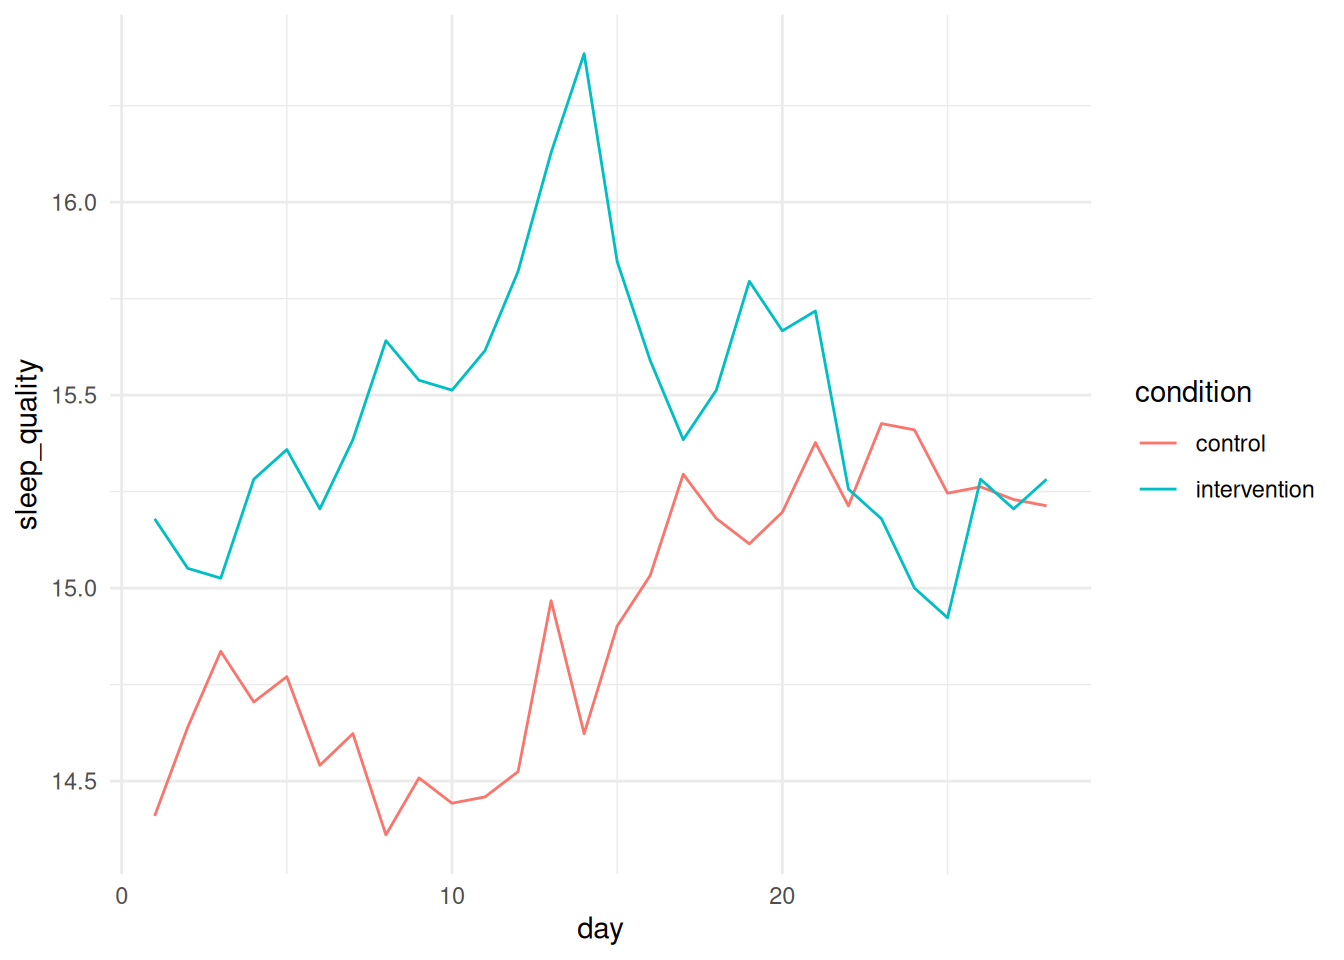 16.0
15.5
15.0
14.5
sleep_quality
0 10 20
day
condition
control
intervention